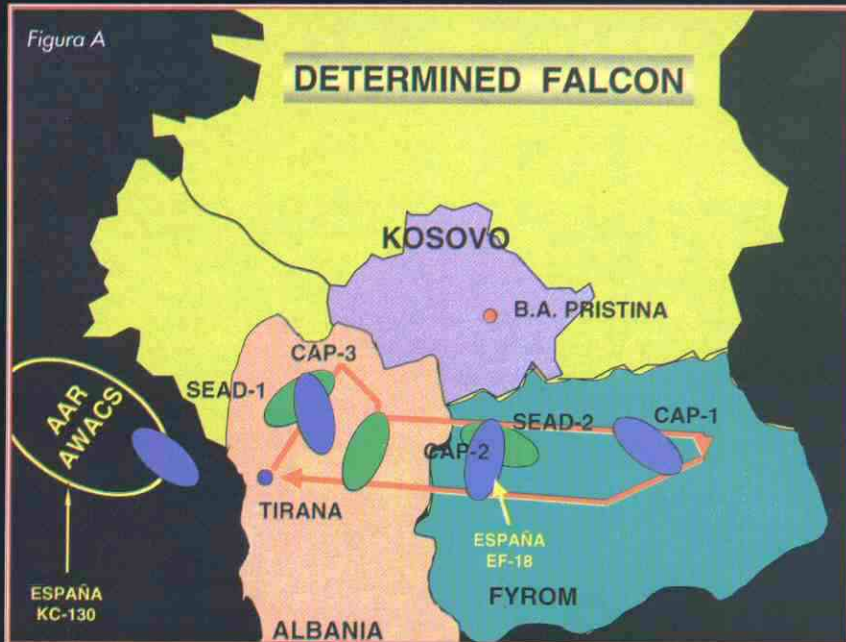 Figura A
DETERMINED FALCON
KOSOVO
B.A. PRISTINA
CAP-3
SEAD-1
AAR
AWACS
SEAD-2
CAP-1
CAP-2
TIRANA
ESPAÑA
EF-18
ESPAÑA
KC-130
FYROM
ALBANIA